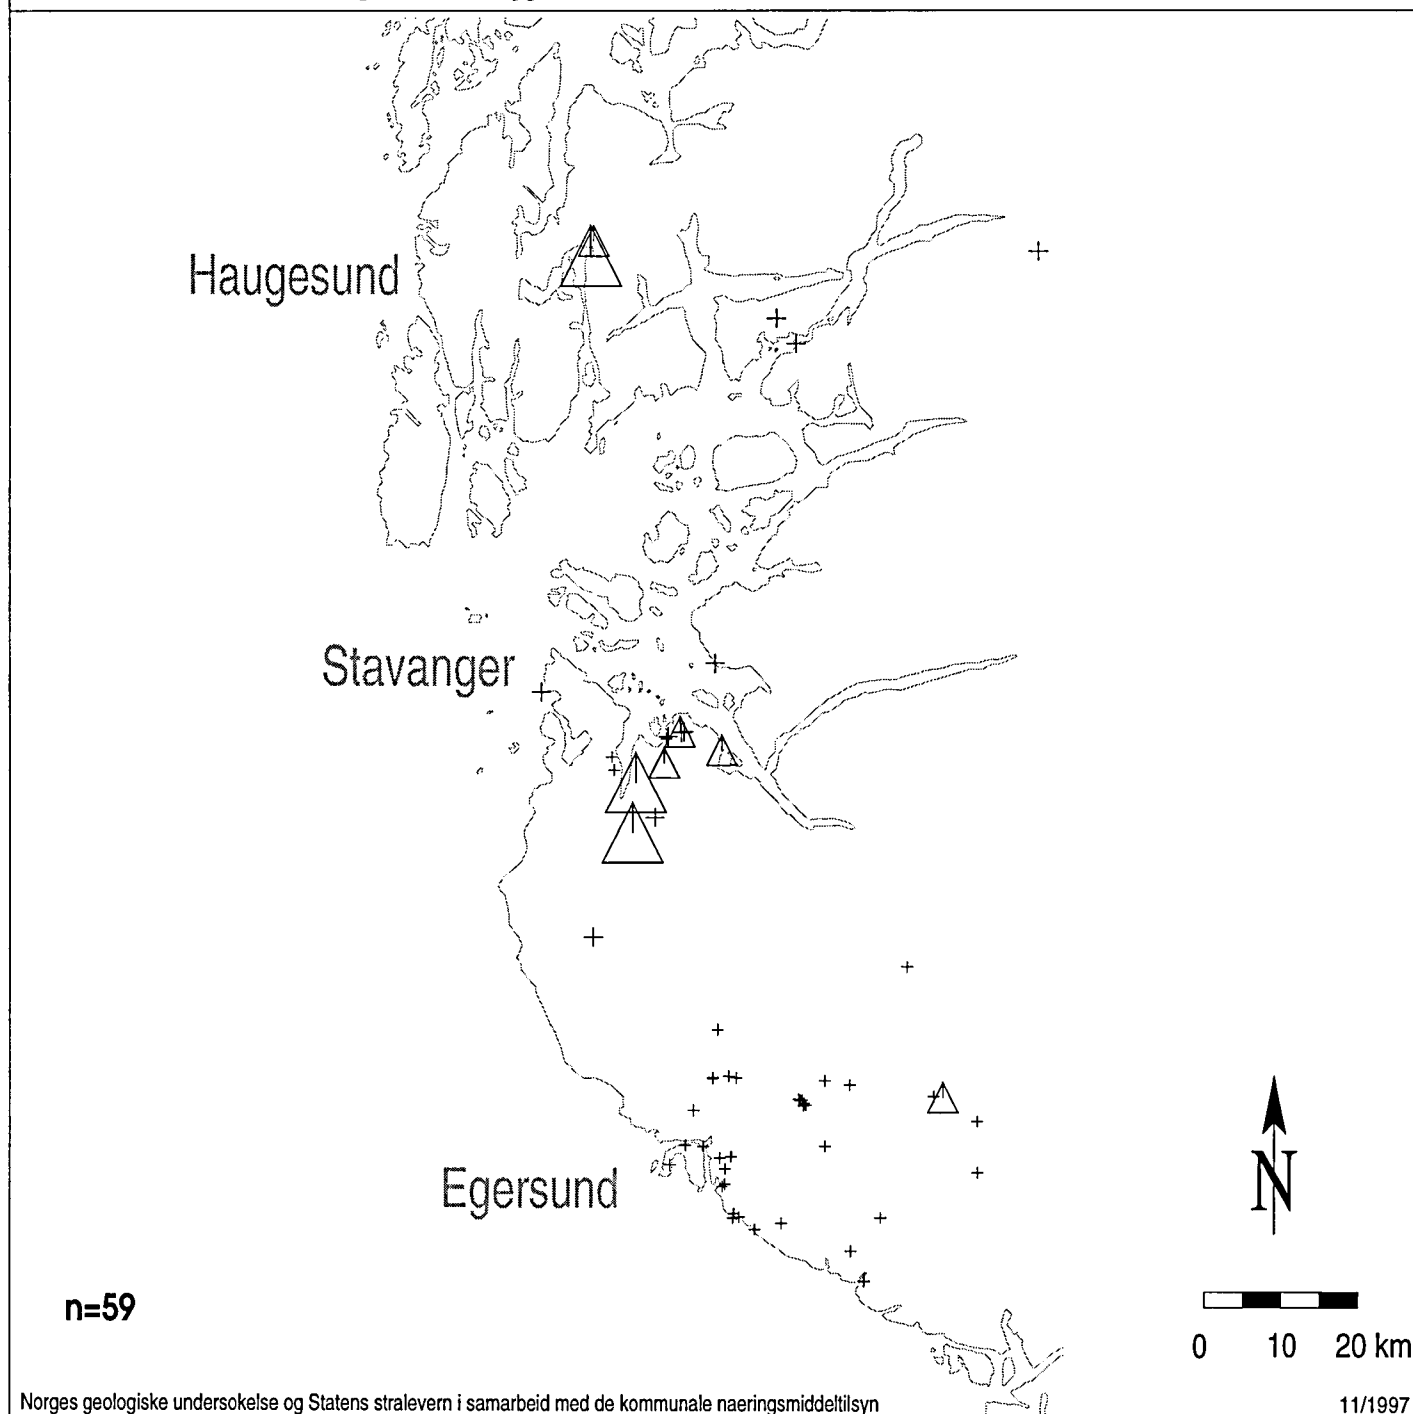 Haugesund
Stavanger
Egersund
N
n=59
0 10 20 km
Norges geologiske undersokelse og Statens stralevern i samarbeid med de kommunale naeringsmiddeltilsyn
11/1997